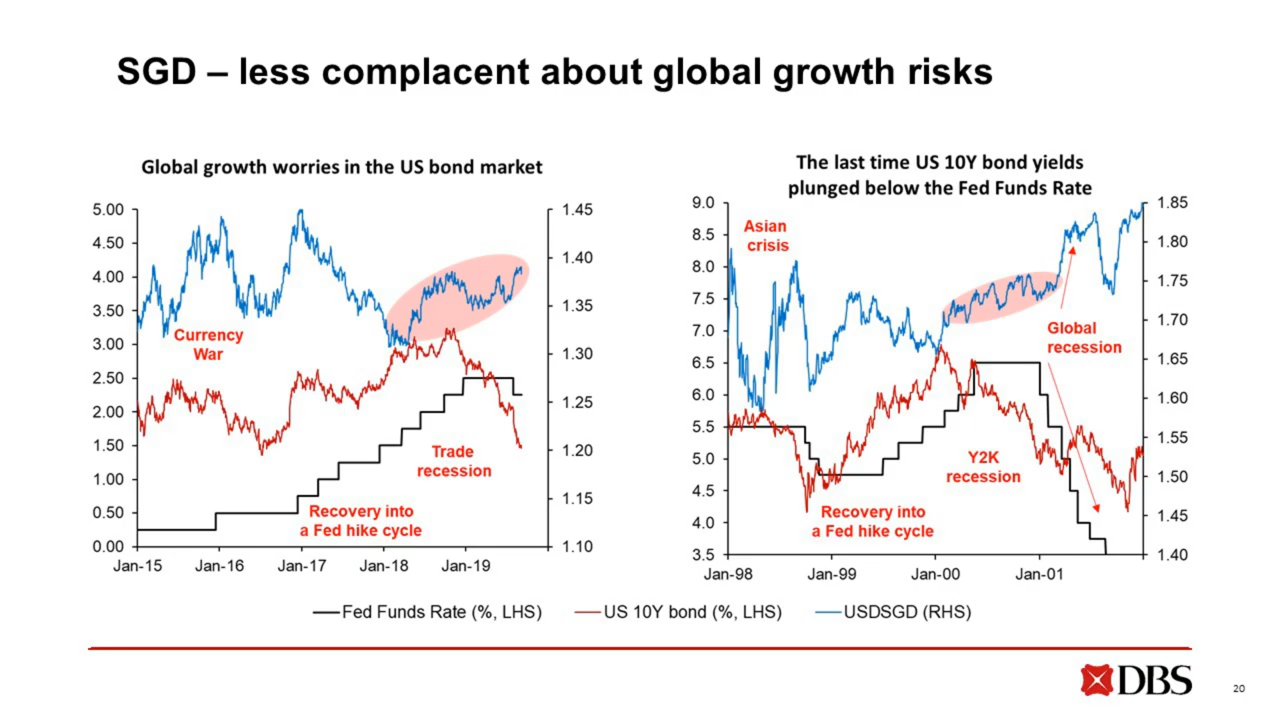 SGD – less complacent about global growth risks
Global growth worries in the US bond market
5.00
4.50
4.00
3.50
3.00
2.50
2.00
1.50
1.00
0.50
0.00
1.45
1.40
1.35
1.30
1.25
1.20
1.15
1.10
Jan-15 Jan-16 Jan-17 Jan-18 Jan-19
Currency
War
Trade
recession
Recovery into
a Fed hike cycle
The last time US 10Y bond yields
plunged below the Fed Funds Rate
9.0
8.5
8.0
7.5
7.0
6.5
6.0
5.5
5.0
4.5
4.0
3.5
1.85
1.80
1.75
1.70
1.65
1.60
1.55
1.50
1.45
1.40
Jan-98 Jan-99 Jan-00 Jan-01
Asian
crisis
Global
recession
Y2K
recession
Recovery into
a Fed hike cycle
Fed Funds Rate (%, LHS) US 10Y bond (%, LHS) USDSGD (RHS)
DBS
20